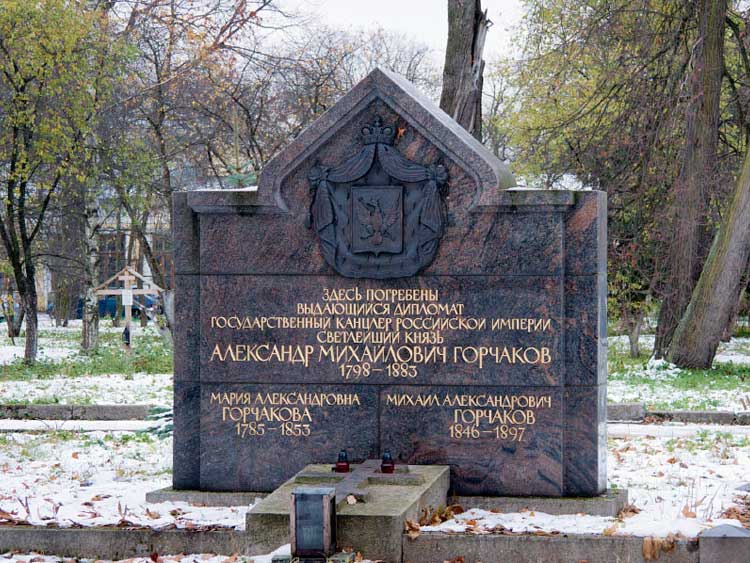 ЗДЕСЬ ПОГРЕБЕНЫ
ВЫДАЮЩИЙСЯ ДИПЛОМАТ
ГОСУДАРСТВЕННЫЙ КАНЦЛЕР РОССИЙСКОЙ ИМПЕРИИ
СВЕТЛЕЙШИЙ КНЯЗЬ
АЛЕКСАНДР МИХАЙЛОВИЧ ГОРЧАКОВ
1798–1883
МАРИЯ АЛЕКСАНДРОВНА
ГОРЧАКОВА
1785–1853
МИХАИЛ АЛЕКСАНДРОВИЧ
ГОРЧАКОВ
1846–1897